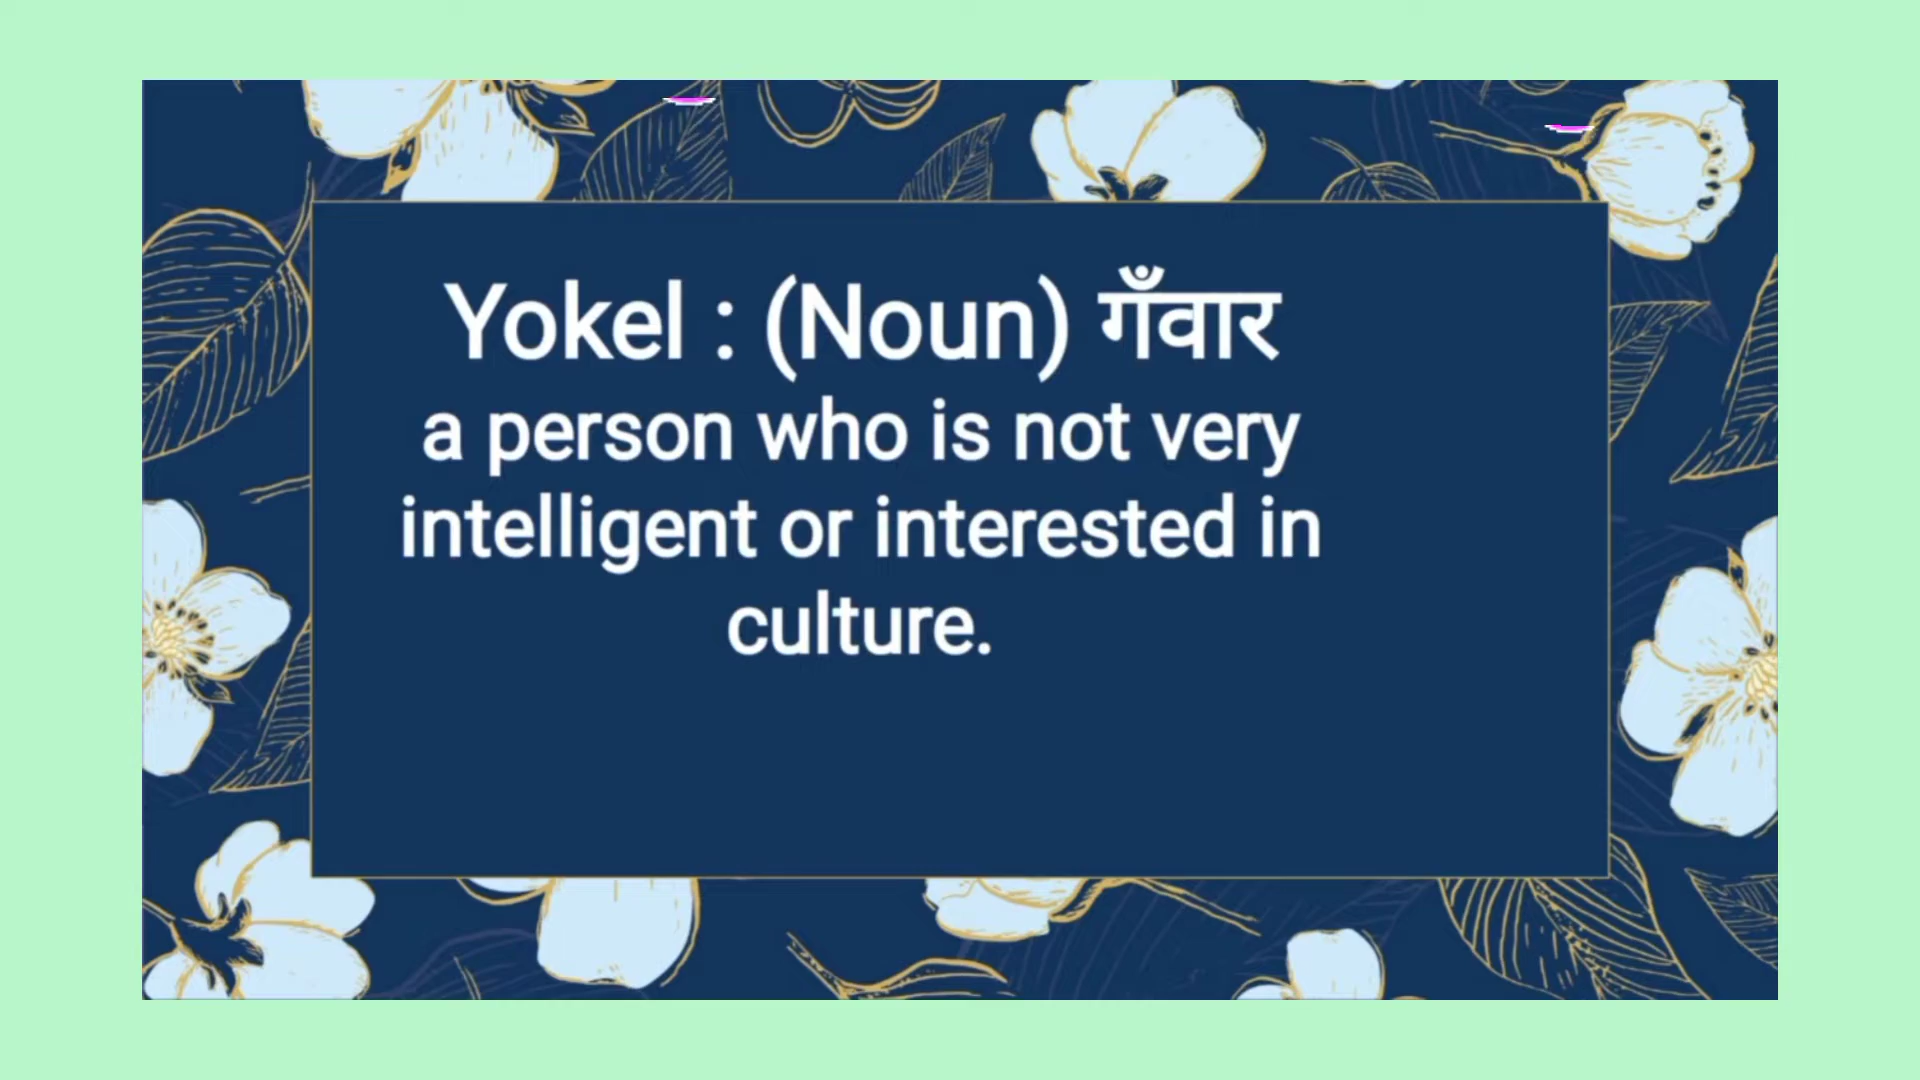 Yokel : (Noun) गँवार
a person who is not very
intelligent or interested in
culture.